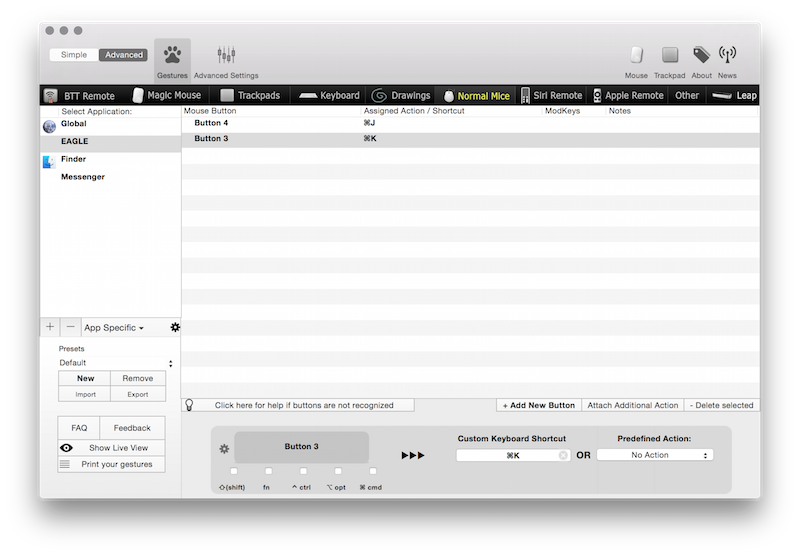 Simple Advanced
Gestures Advanced Settings Mouse Trackpad About News
BTT Remote Magic Mouse Trackpads Keyboard Drawings Normal Mice Siri Remote Apple Remote Other Leap
Select Application: Mouse Button Assigned Action / Shortcut ModKeys Notes
Global Button 4 ⌘J
EAGLE Button 3 ⌘K
Finder
Messenger
+ − App Specific
Presets
Default
New Remove
Import Export
Click here for help if buttons are not recognized + Add New Button Attach Additional Action - Delete selected
FAQ Feedback
Show Live View
Print your gestures
Button 3
Custom Keyboard Shortcut Predefined Action:
⌘K OR No Action
⇧(shift) fn ^ ctrl ⌥ opt ⌘ cmd